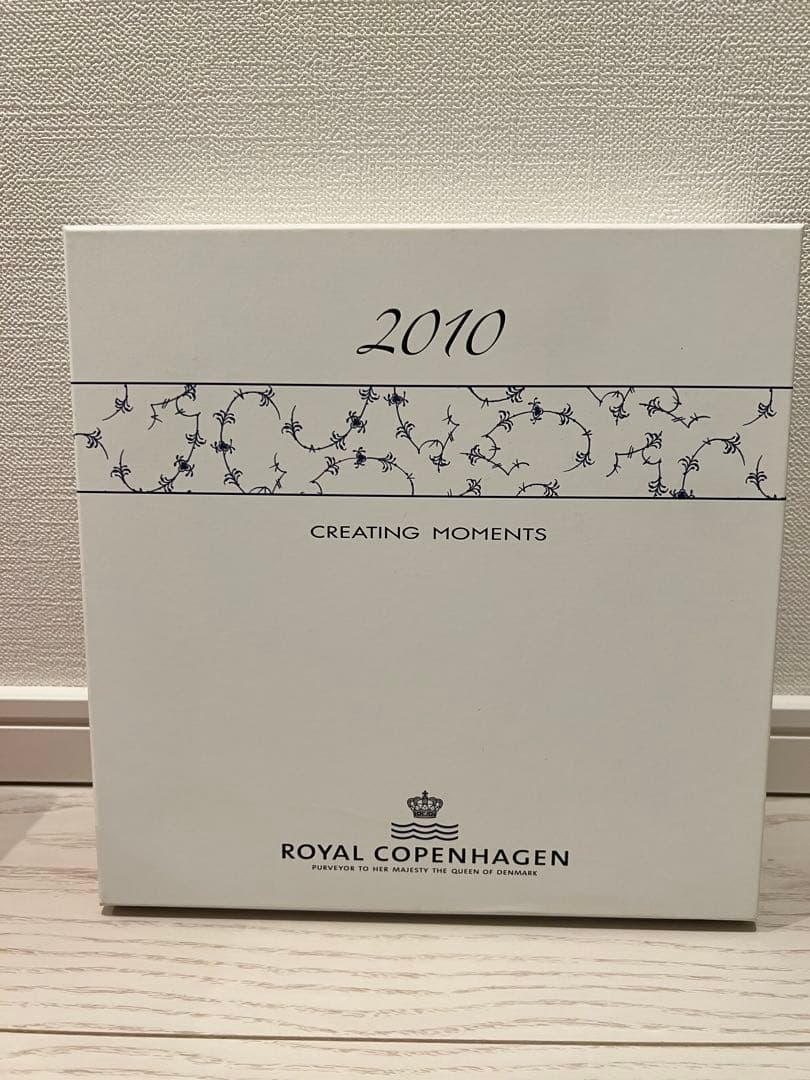 2010
CREATING MOMENTS
ROYAL COPENHAGEN
PURVEYOR TO HER MAJESTY THE QUEEN OF DENMARK